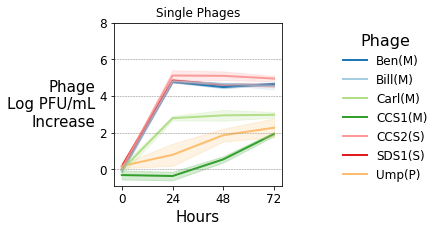 Single Phages
8
6
4
2
0
Phage
Log PFU/mL
Increase
0 24 48 72
Hours
Phage
Ben(M)
Bill(M)
Carl(M)
CCS1(M)
CCS2(S)
SDS1(S)
Ump(P)